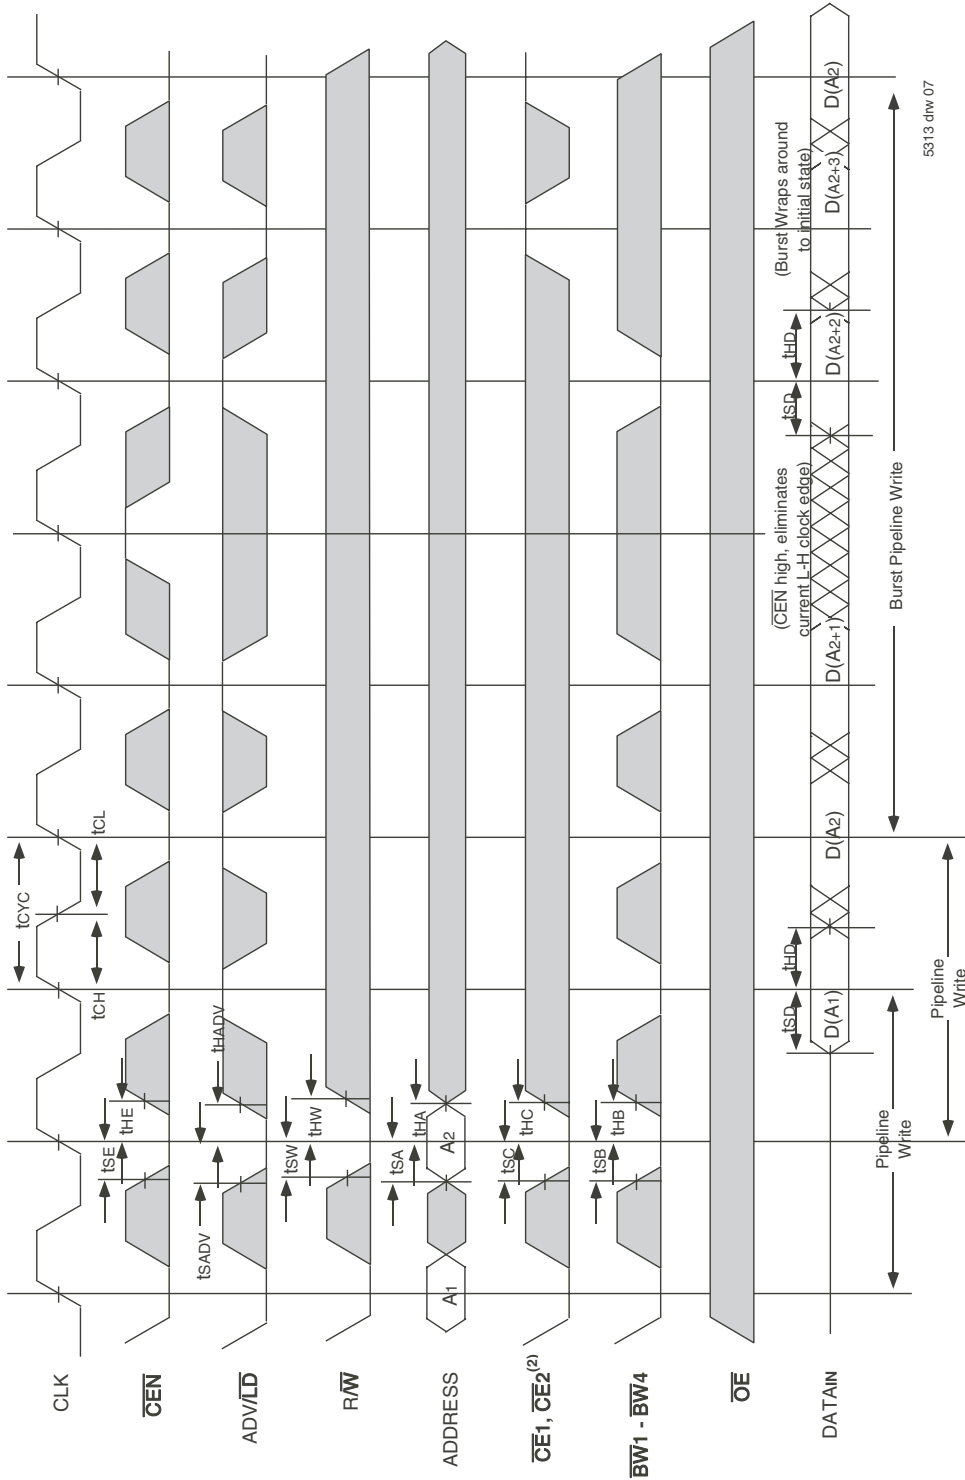 tCYC
tCH
tCL
CLK
tSE
tHE
CEN
tSADV
tHADV
ADV/LD
tSW
tHW
R/W
tSA
tHA
A1
A2
ADDRESS
tSC
tHC
CE1, CE2(2)
tSB
tHB
BW1 - BW4
OE
tSD
tHD
tSD
tHD
(CEN high, eliminates
current L-H clock edge)
(Burst Wraps around
to initial state)
D(A1)
D(A2)
D(A2+1)
D(A2+2)
D(A2+3)
D(A2)
DATAIN
Pipeline
Write
Burst Pipeline Write
Pipeline
Write
5313 drw 07